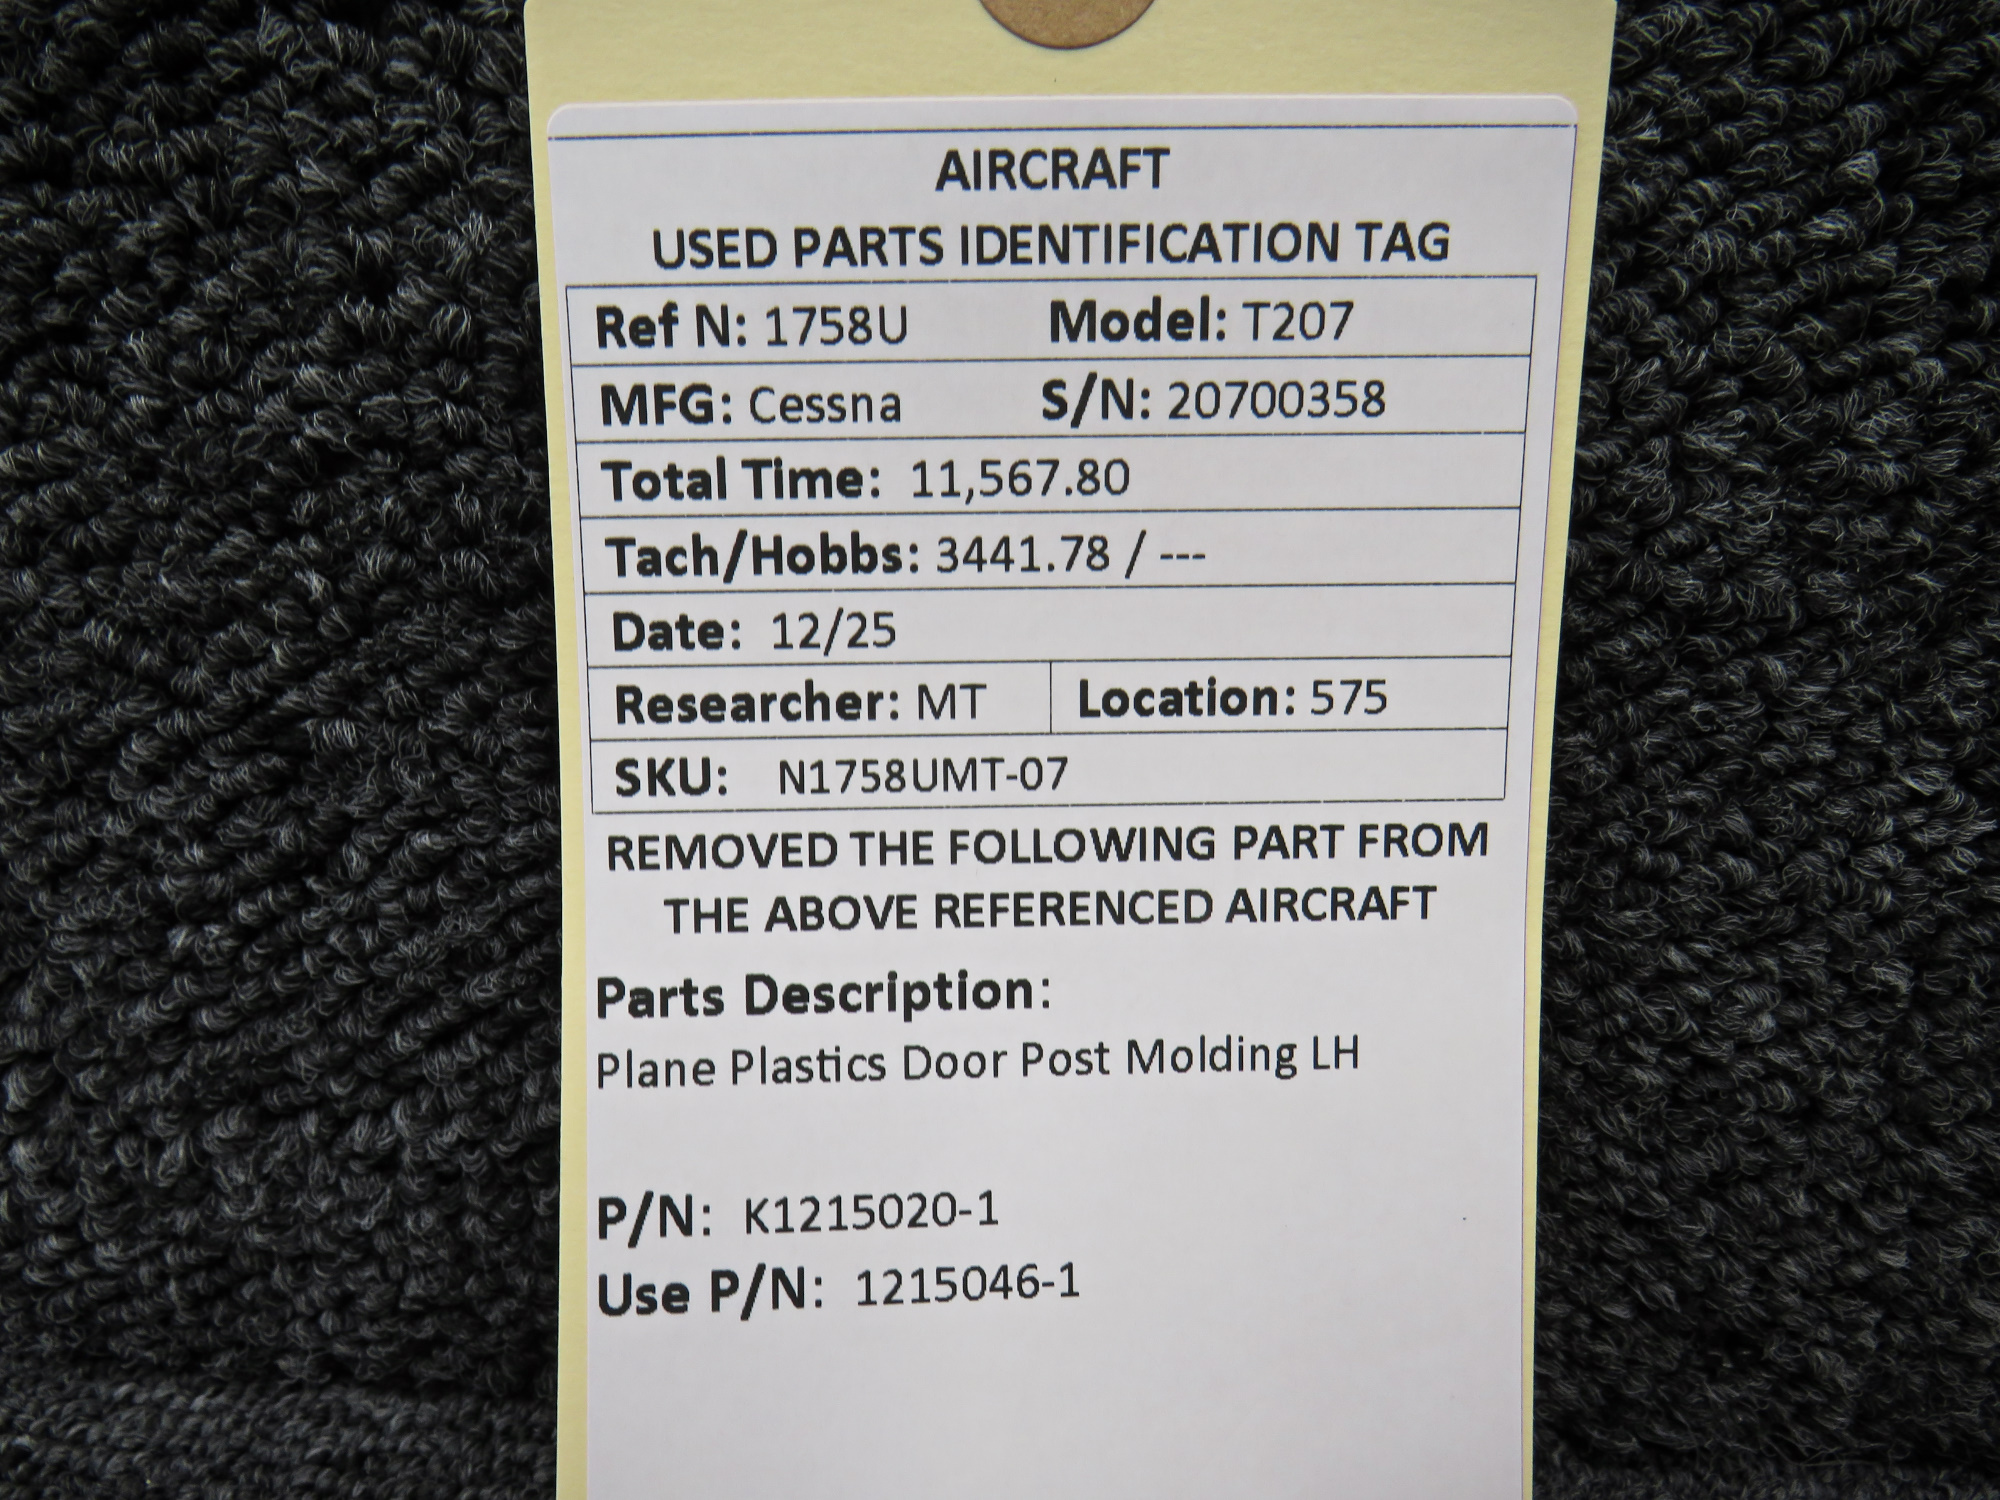 AIRCRAFT
USED PARTS IDENTIFICATION TAG
Ref N: 1758U Model: T207
MFG: Cessna S/N: 20700358
Total Time: 11,567.80
Tach/Hobbs: 3441.78 / ---
Date: 12/25
Researcher: MT Location: 575
SKU: N1758UMT-07
REMOVED THE FOLLOWING PART FROM
THE ABOVE REFERENCED AIRCRAFT
Parts Description:
Plane Plastics Door Post Molding LH
P/N: K1215020-1
Use P/N: 1215046-1